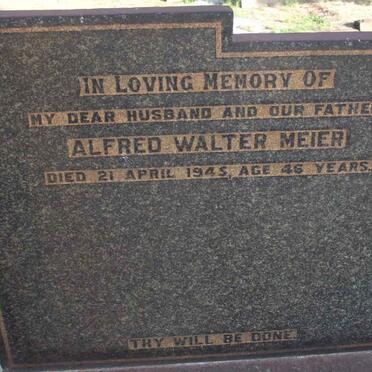 IN LOVING MEMORY OF
MY DEAR HUSBAND AND OUR FATHE
ALFRED WALTER MEIER
DIED 21 APRIL 1945, AGE 46 YEARS.
THY WILL BE DONE.